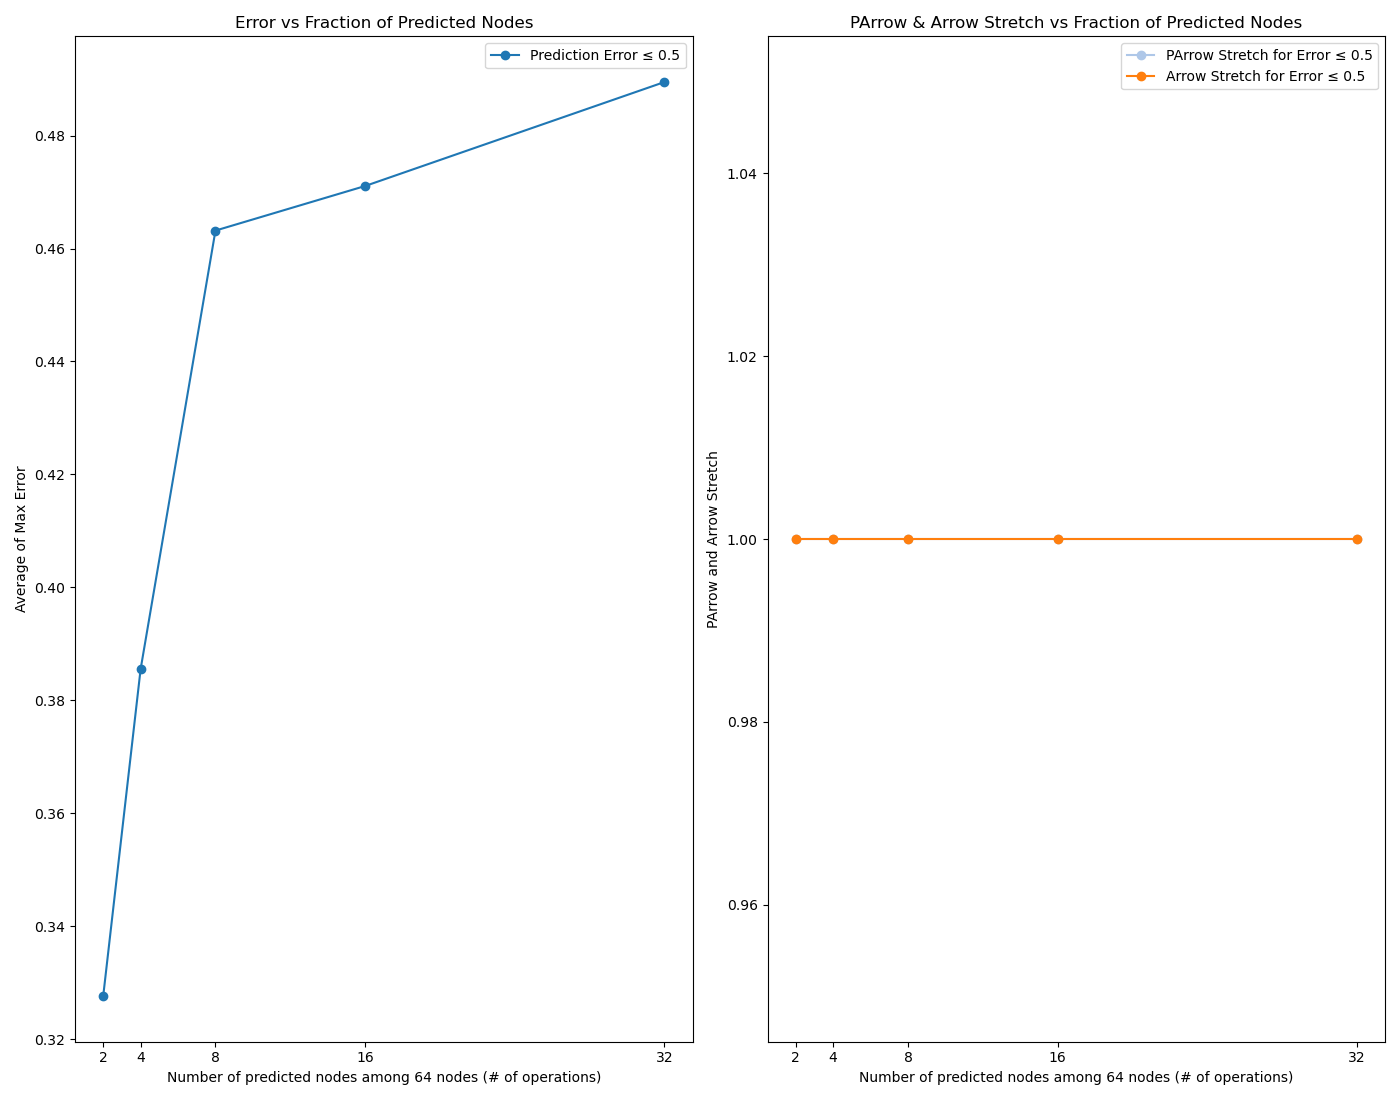 Error vs Fraction of Predicted Nodes
Prediction Error ≤ 0.5
0.48
0.46
0.44
0.42
0.40
0.38
0.36
0.34
0.32
Average of Max Error
2 4 8 16 32
Number of predicted nodes among 64 nodes (# of operations)
PArrow & Arrow Stretch vs Fraction of Predicted Nodes
PArrow Stretch for Error ≤ 0.5
Arrow Stretch for Error ≤ 0.5
1.04
1.02
1.00
0.98
0.96
PArrow and Arrow Stretch
2 4 8 16 32
Number of predicted nodes among 64 nodes (# of operations)